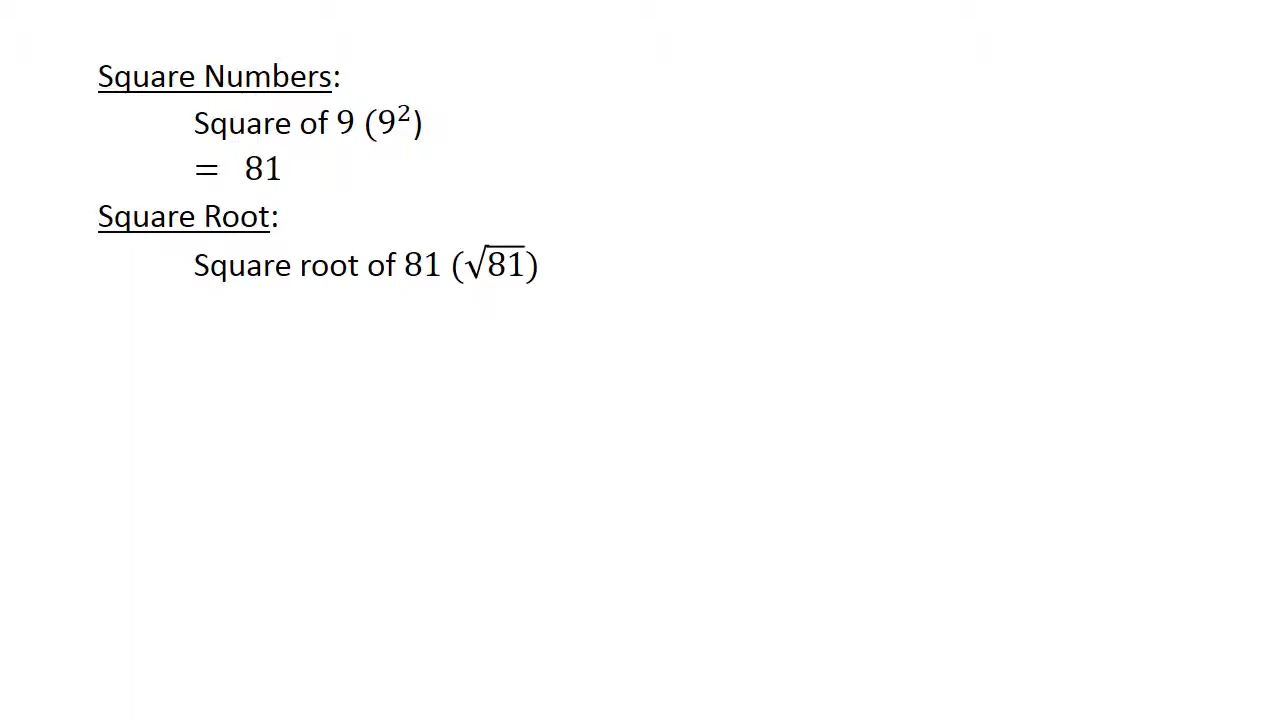 Square Numbers:
Square of 9 (9²)
= 81
Square Root:
Square root of 81 (√81)